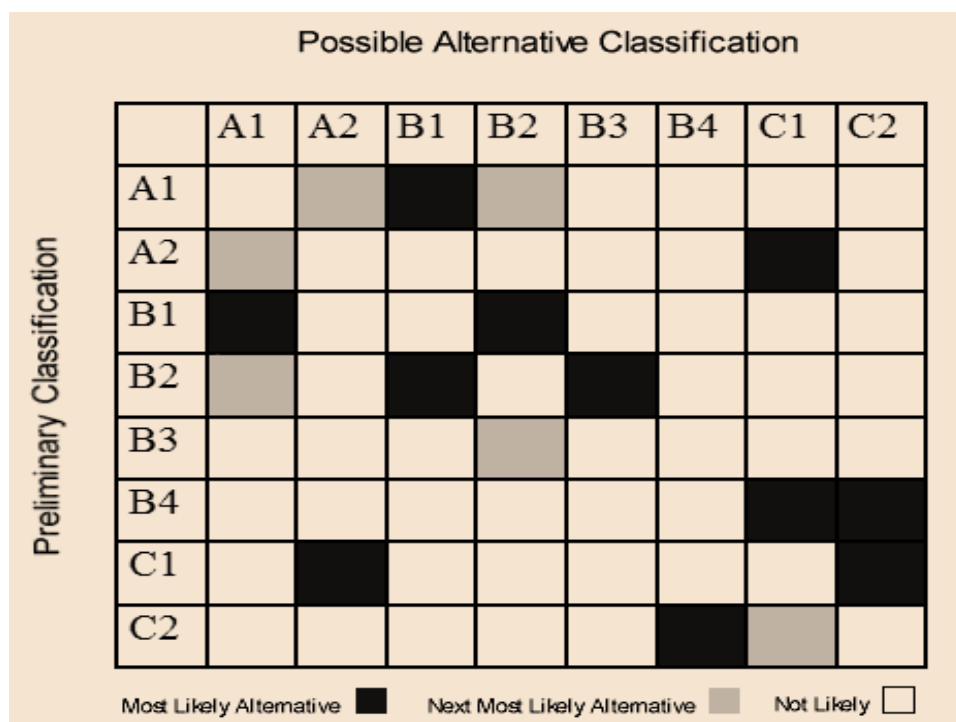 Possible Alternative Classification
A1 A2 B1 B2 B3 B4 C1 C2
Preliminary Classification
A1
A2
B1
B2
B3
B4
C1
C2
Most Likely Alternative Next Most Likely Alternative Not Likely